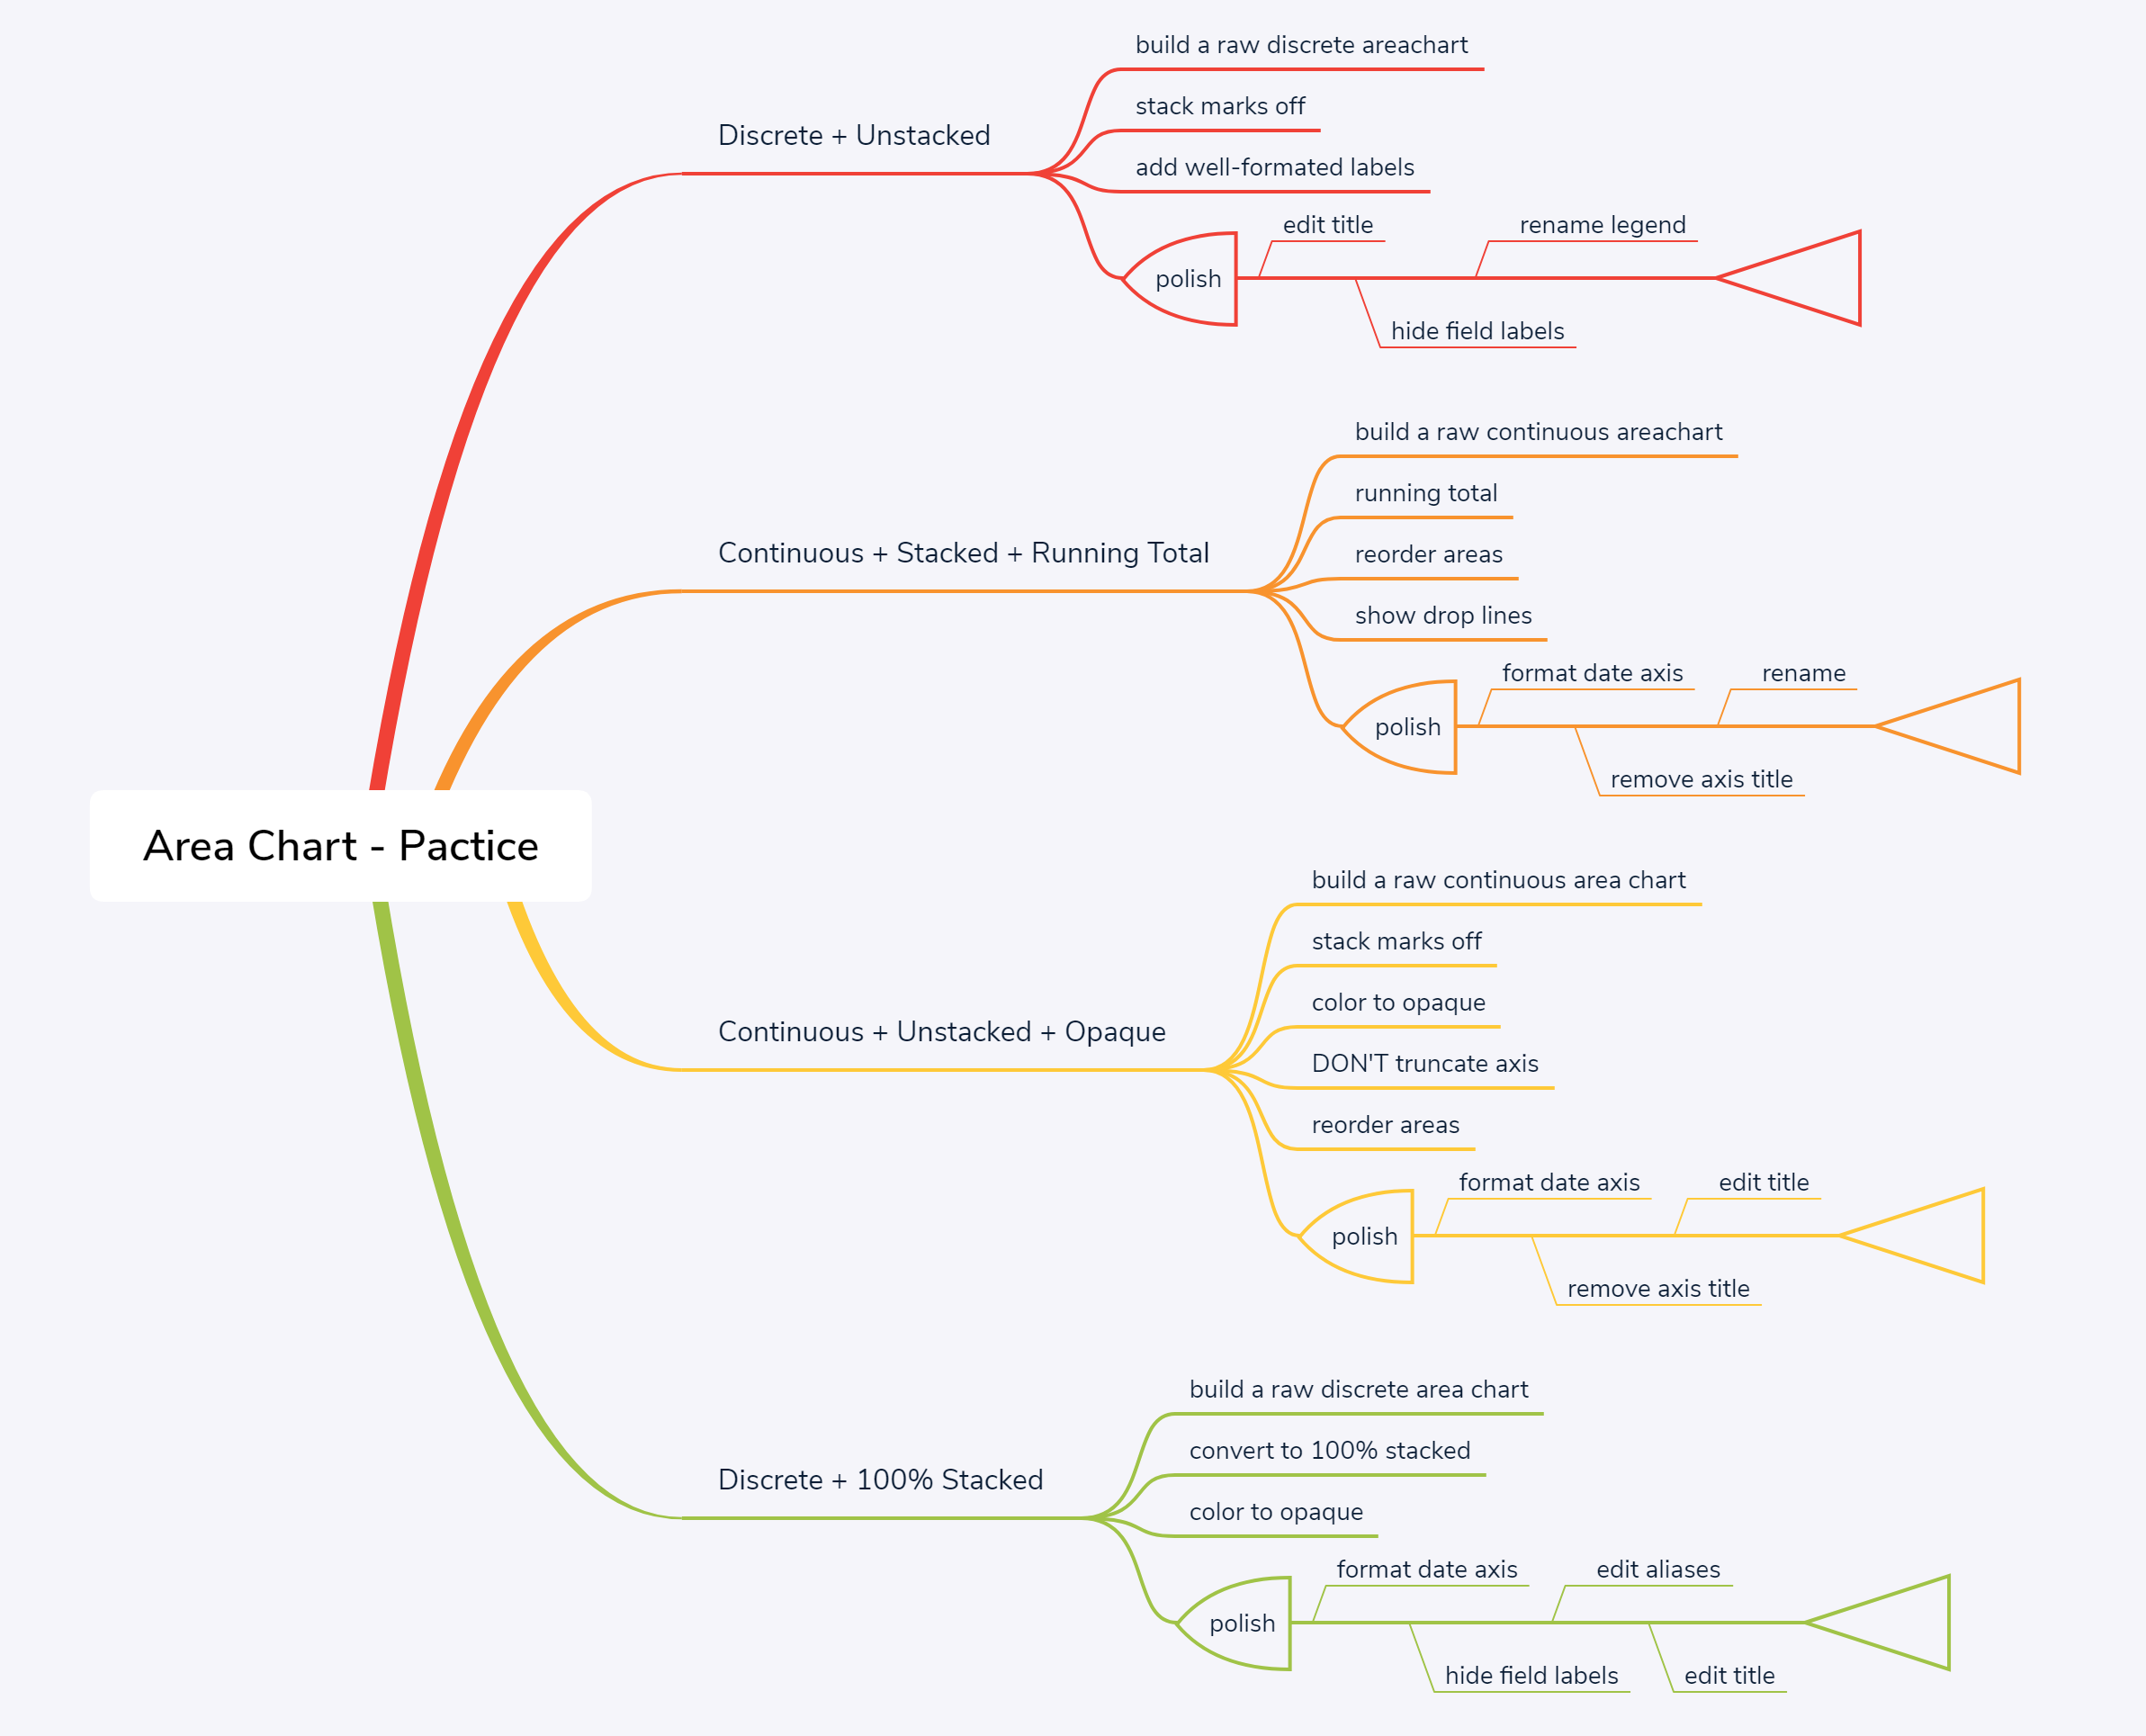 Area Chart - Pactice
Discrete + Unstacked
build a raw discrete areachart
stack marks off
add well-formated labels
polish
edit title
hide field labels
rename legend
Continuous + Stacked + Running Total
build a raw continuous areachart
running total
reorder areas
show drop lines
polish
format date axis
remove axis title
rename
Continuous + Unstacked + Opaque
build a raw continuous area chart
stack marks off
color to opaque
DON'T truncate axis
reorder areas
polish
format date axis
remove axis title
edit title
Discrete + 100% Stacked
build a raw discrete area chart
convert to 100% stacked
color to opaque
polish
format date axis
hide field labels
edit aliases
edit title